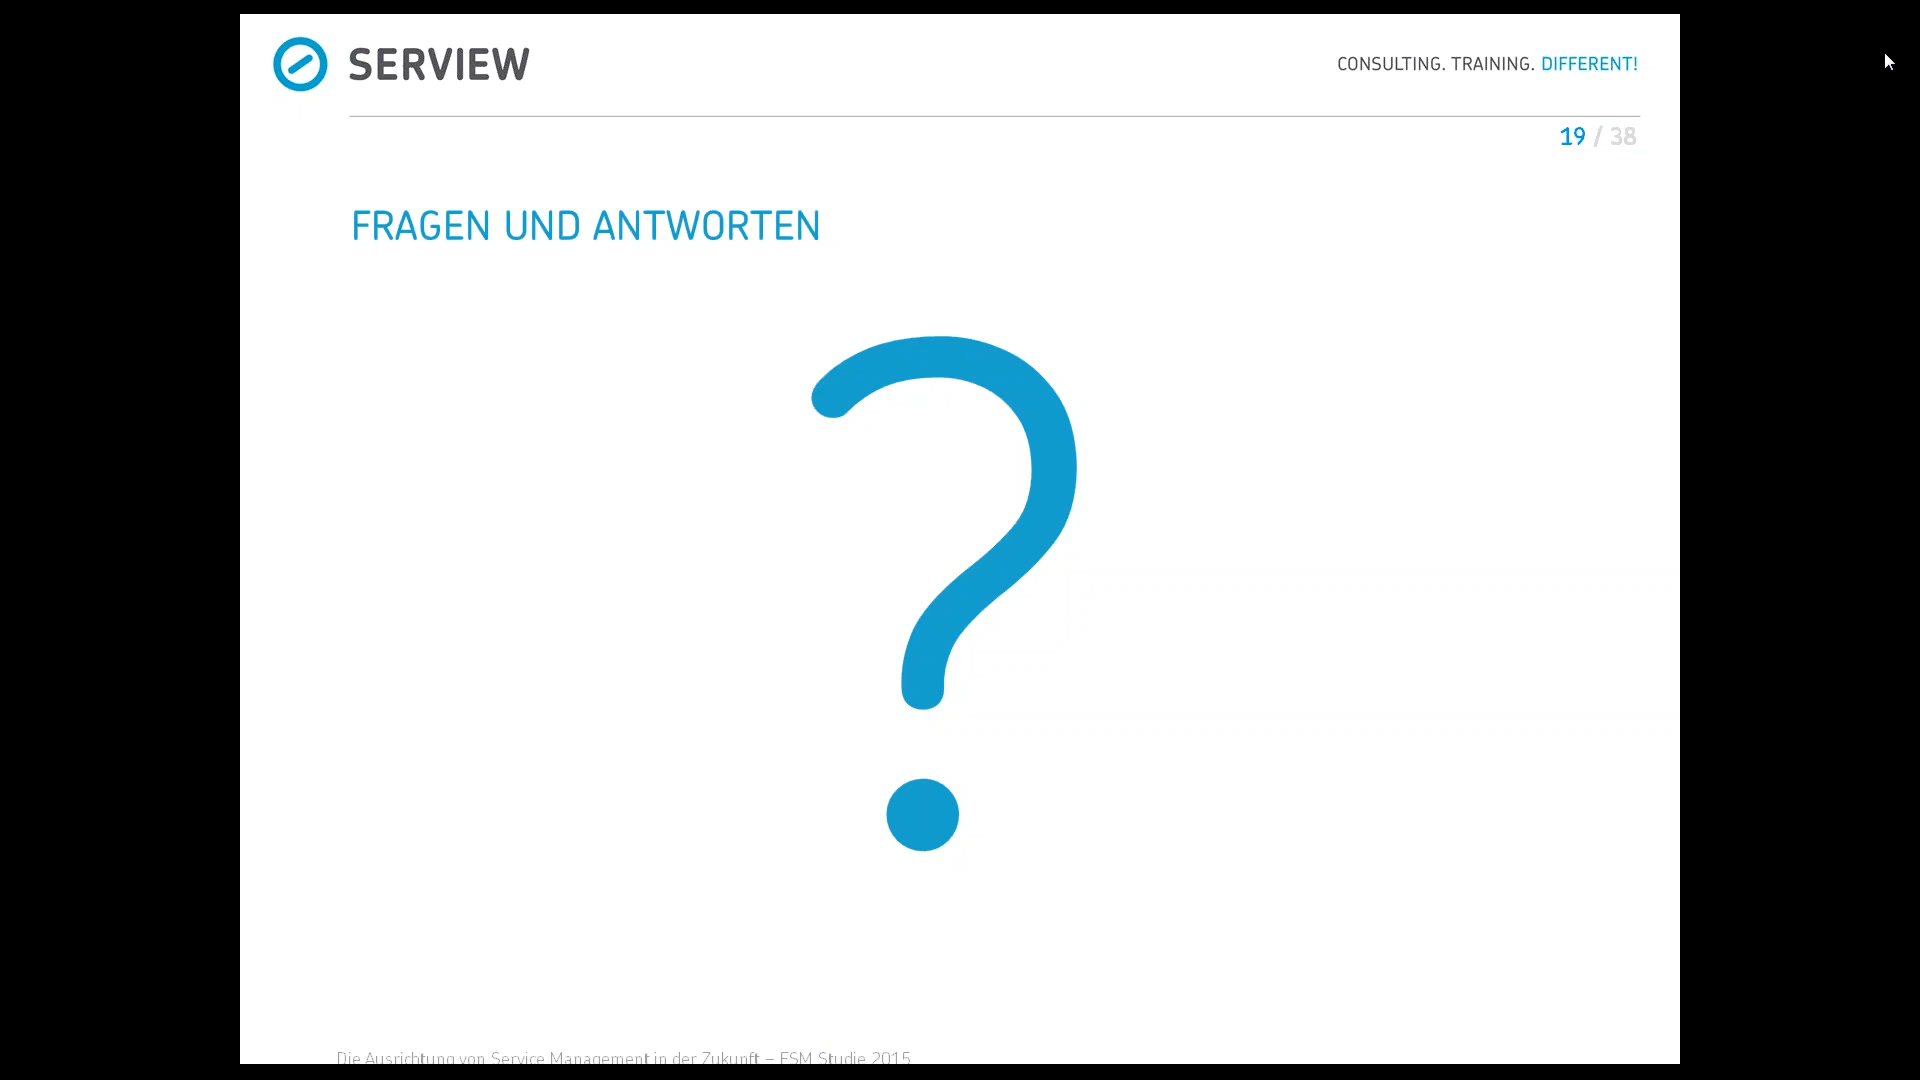 SERVIEW
CONSULTING. TRAINING. DIFFERENT!
19 / 38
FRAGEN UND ANTWORTEN
?
Die Ausrichtung von Service Management in der Zukunft – ESM Studie 2015